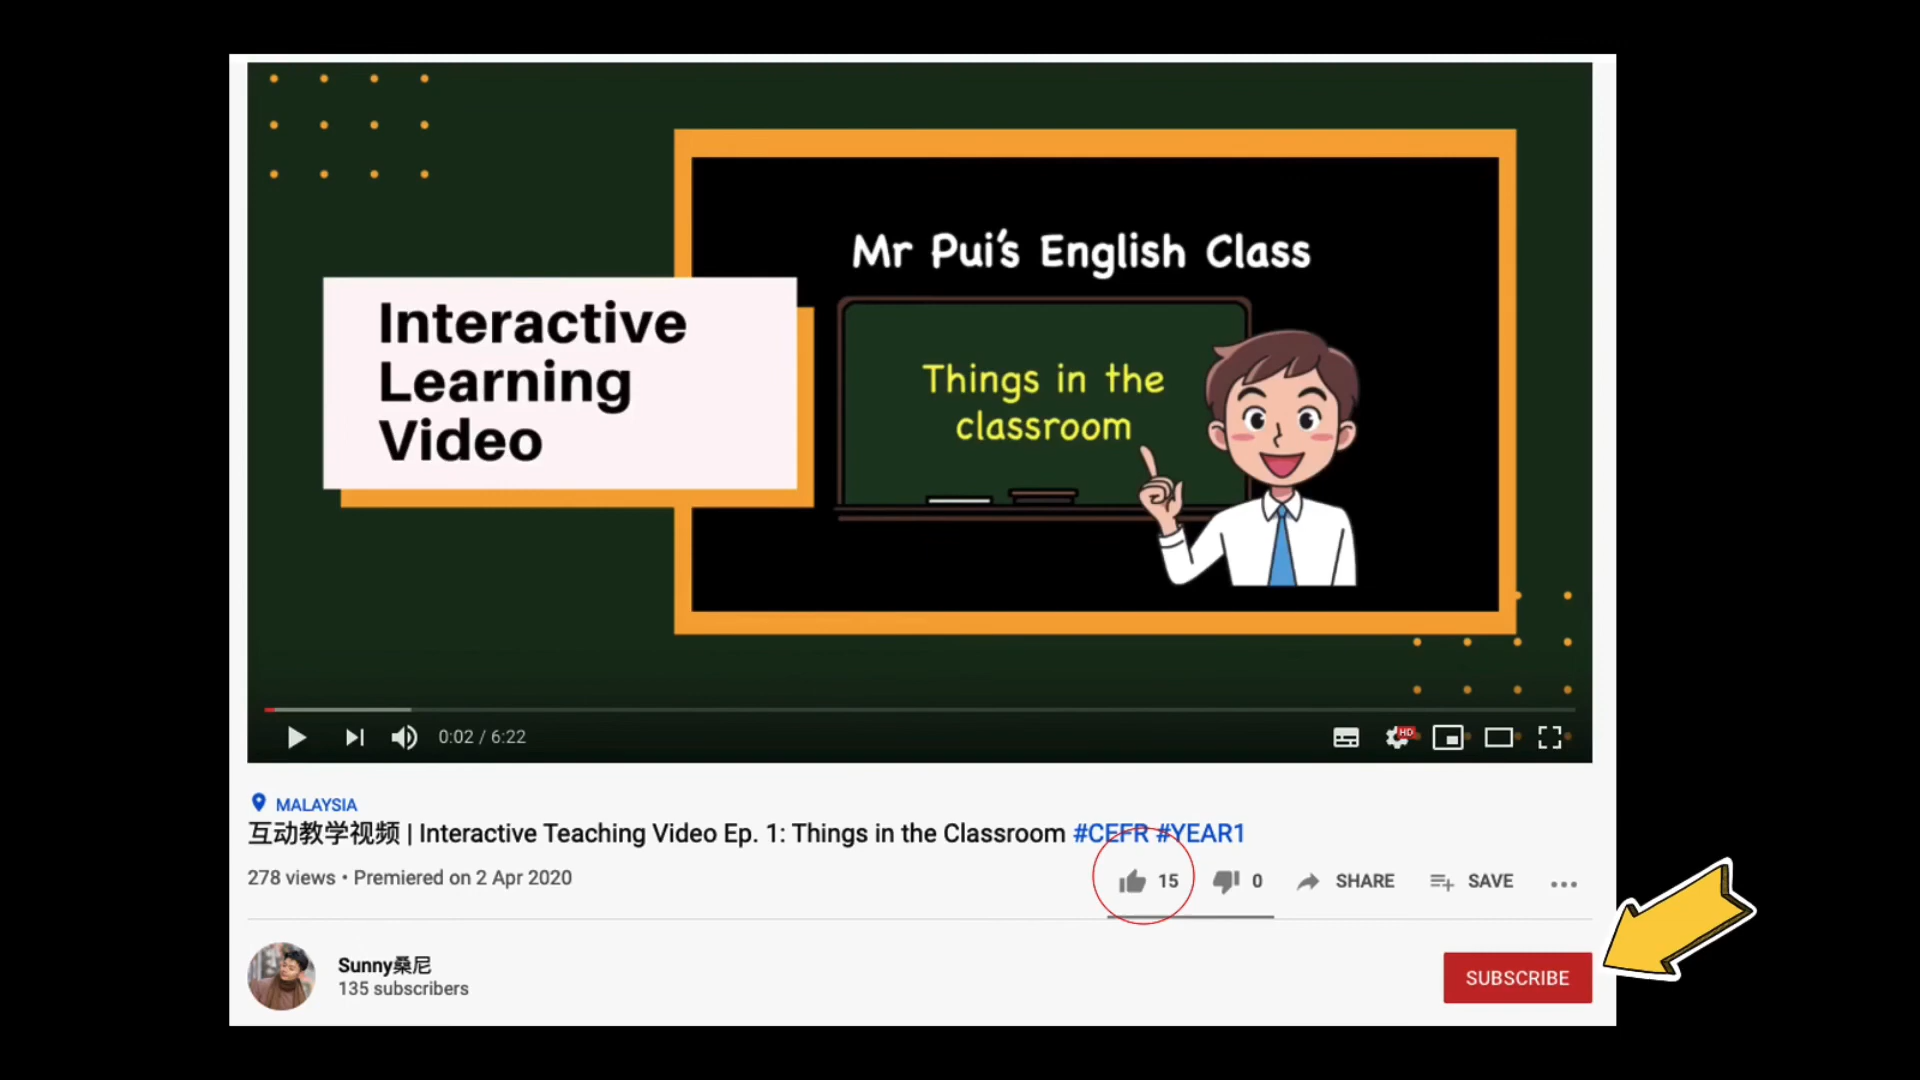 Mr Pui's English Class
Interactive
Learning
Video
Things in the
classroom
0:02 / 6:22
HD
MALAYSIA
互动教学视频 | Interactive Teaching Video Ep. 1: Things in the Classroom #CEFR #YEAR1
278 views • Premiered on 2 Apr 2020
15 0 SHARE SAVE
Sunny桑尼
135 subscribers
SUBSCRIBE